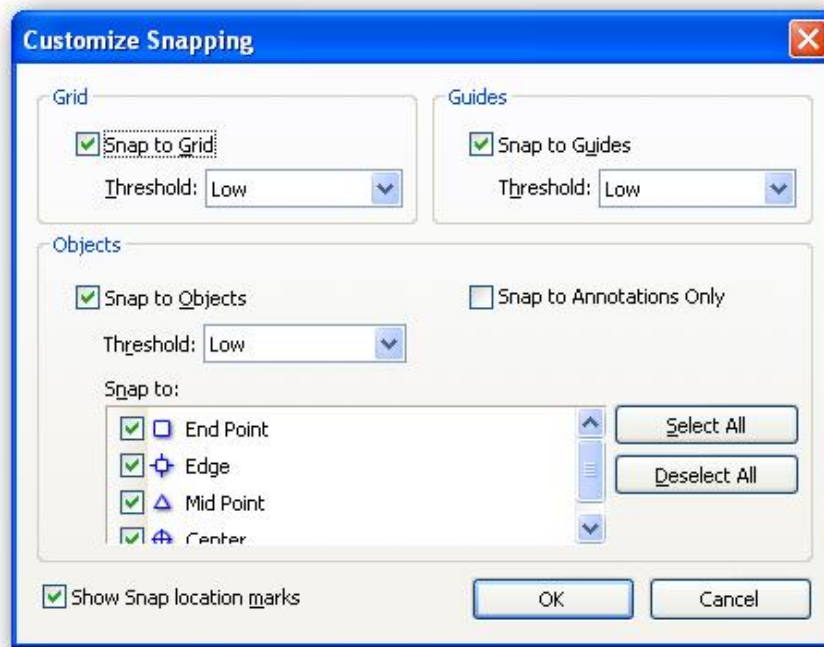 Customize Snapping
Grid
Snap to Grid
Threshold: Low
Guides
Snap to Guides
Threshold: Low
Objects
Snap to Objects
Snap to Annotations Only
Threshold: Low
Snap to:
End Point
Edge
Mid Point
Center
Select All
Deselect All
Show Snap location marks
OK
Cancel